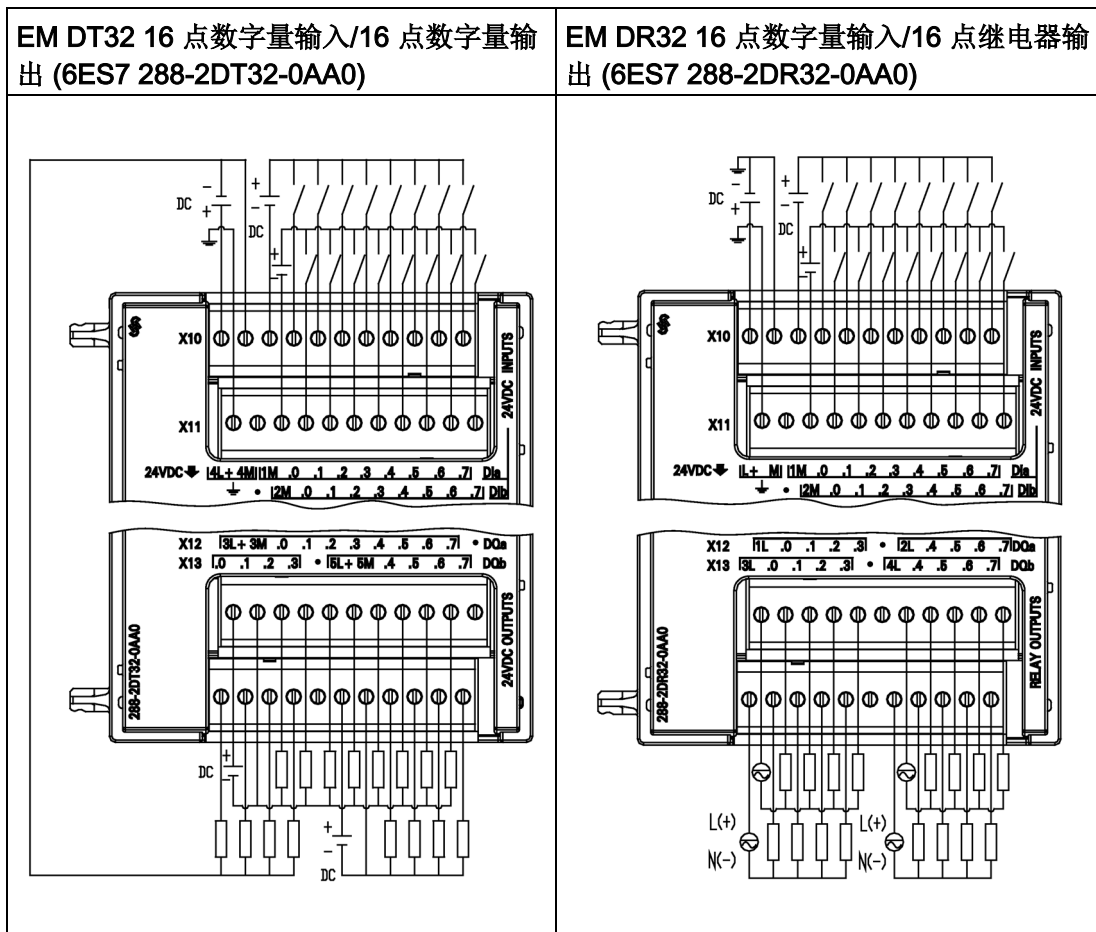 EM DT32 16 点数字量输入/16 点数字量输
出 (6ES7 288-2DT32-0AA0)
EM DR32 16 点数字量输入/16 点继电器输
出 (6ES7 288-2DR32-0AA0)
- DC +
+ - DC
+ -
X10
X11
24VDC INPUTS
24VDC 4L+ 4M 1M .0 .1 .2 .3 .4 .5 .6 .7 DIa
• 2M .0 .1 .2 .3 .4 .5 .6 .7 DIb
X12 3L+ 3M .0 .1 .2 .3 .4 .5 .6 .7 • DQa
X13 .0 .1 .2 .3 • 5L+ 5M .4 .5 .6 .7 DQb
288-2DT32-0AA0
24VDC OUTPUTS
DC + -
+ - DC
- DC +
+ - DC
+ -
X10
X11
24VDC INPUTS
24VDC L+ M 1M .0 .1 .2 .3 .4 .5 .6 .7 DIa
• 2M .0 .1 .2 .3 .4 .5 .6 .7 DIb
X12 1L .0 .1 .2 .3 • 2L .4 .5 .6 .7 DQa
X13 3L .0 .1 .2 .3 • 4L .4 .5 .6 .7 DQb
288-2DR32-0AA0
RELAY OUTPUTS
L(+) L(+)
N(-) N(-)